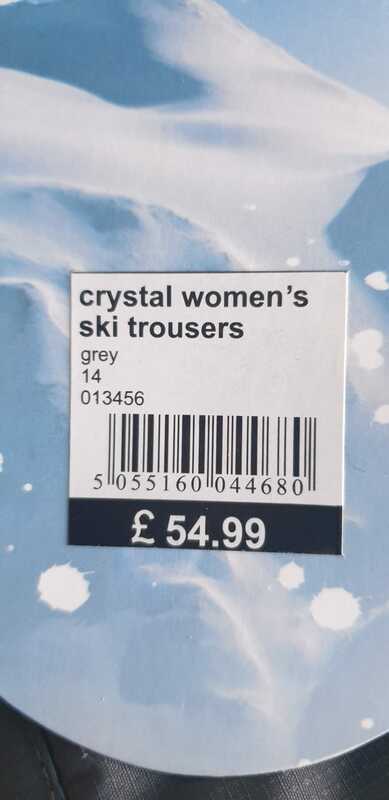 crystal women's
ski trousers
grey
14
013456
5 055160 044680
£ 54.99